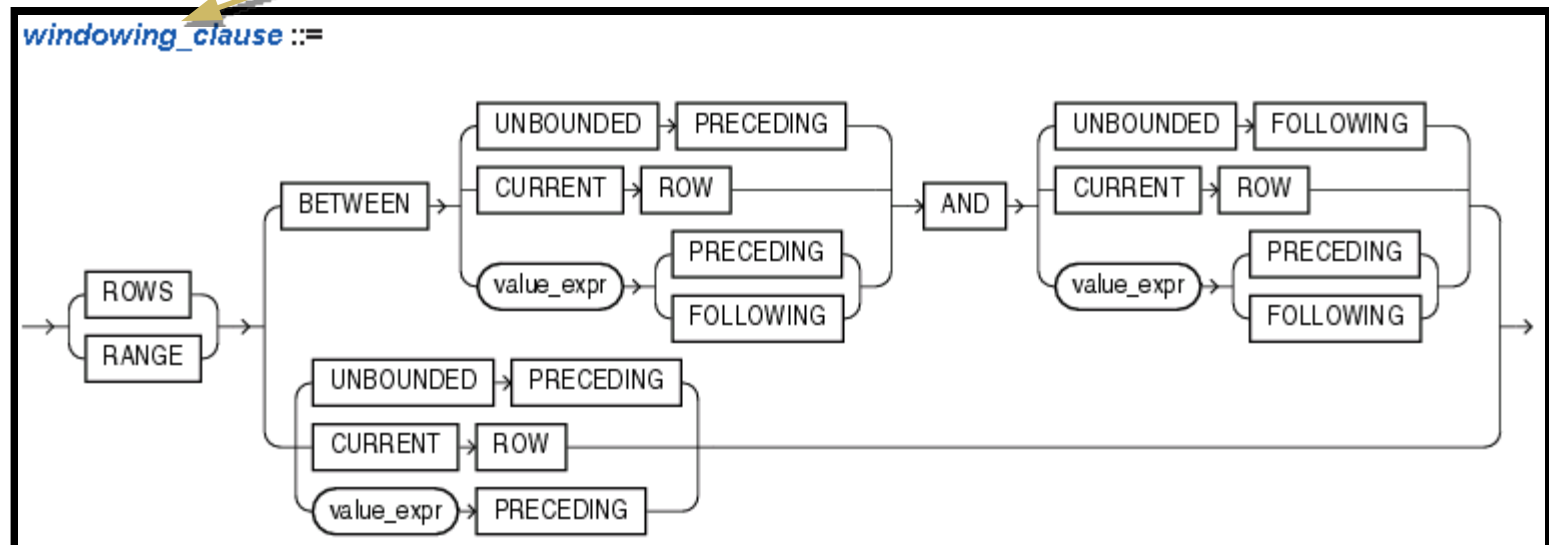 windowing_clause ::=
UNBOUNDED PRECEDING UNBOUNDED FOLLOWING
CURRENT ROW CURRENT ROW
BETWEEN AND
PRECEDING PRECEDING
value_expr value_expr
FOLLOWING FOLLOWING
ROWS
RANGE
UNBOUNDED PRECEDING
CURRENT ROW
value_expr PRECEDING